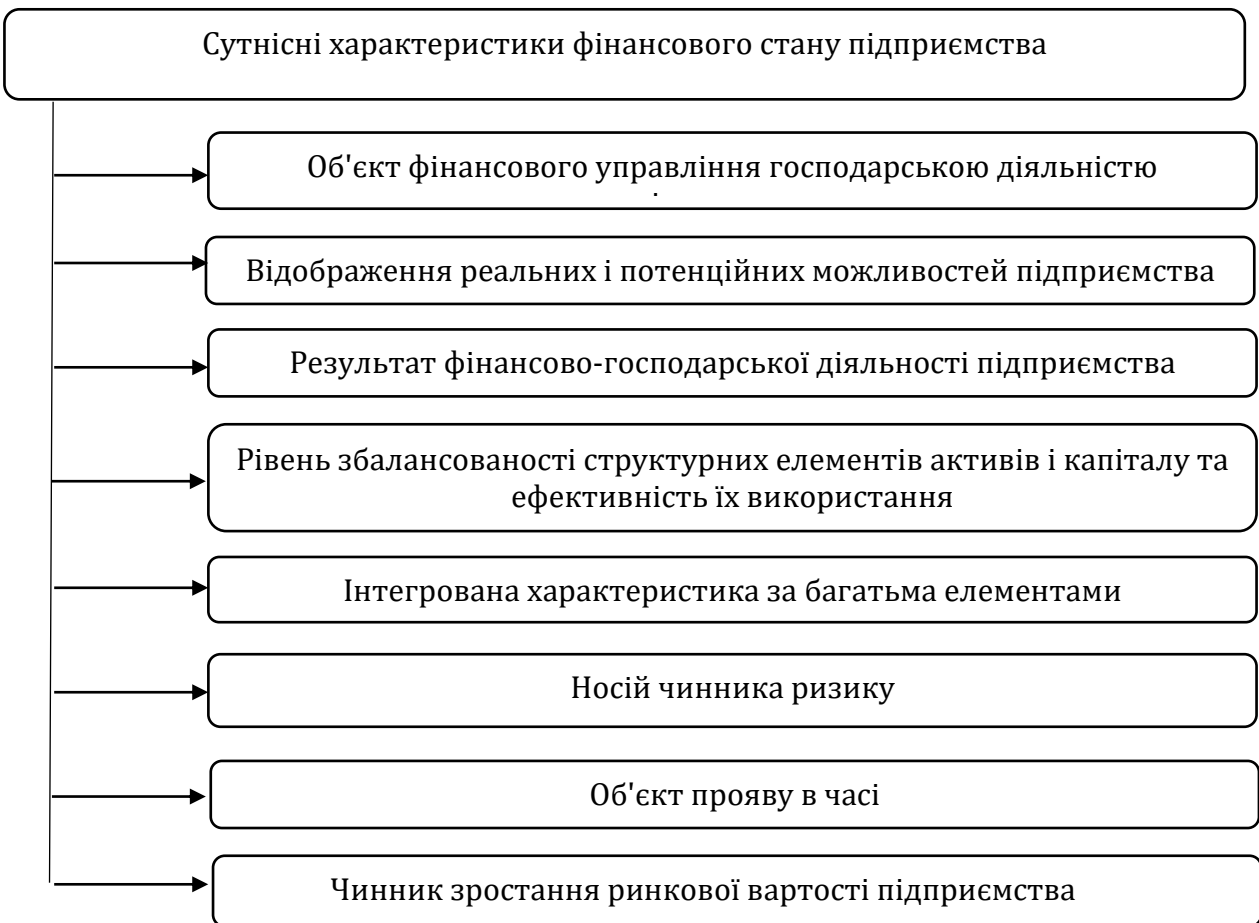 Сутнісні характеристики фінансового стану підприємства
Об'єкт фінансового управління господарською діяльністю
Відображення реальних і потенційних можливостей підприємства
Результат фінансово-господарської діяльності підприємства
Рівень збалансованості структурних елементів активів і капіталу та
ефективність їх використання
Інтегрована характеристика за багатьма елементами
Носій чинника ризику
Об'єкт прояву в часі
Чинник зростання ринкової вартості підприємства